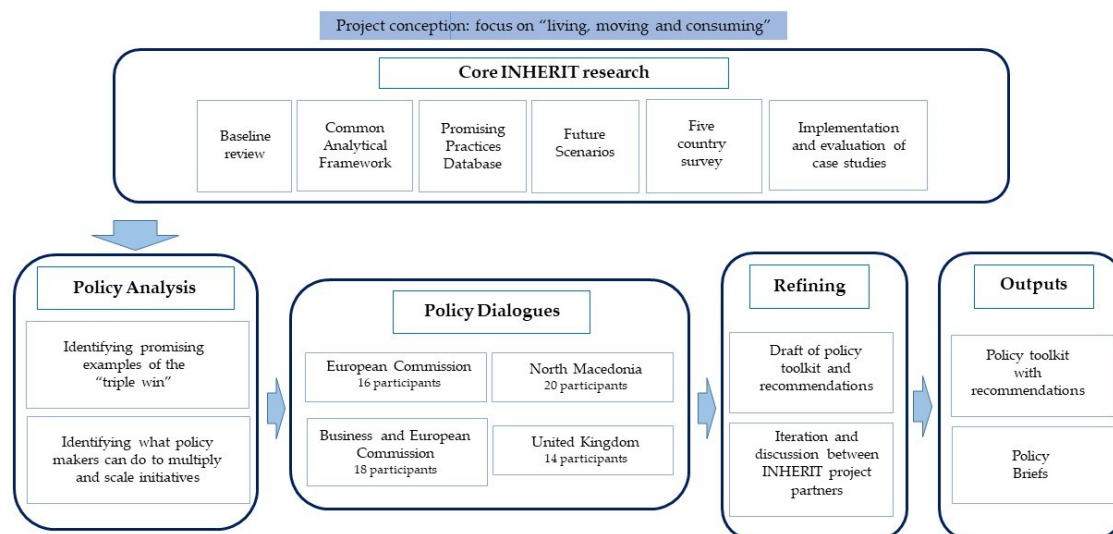 Project conception: focus on “living, moving and consuming”
Core INHERIT research
Baseline
review
Common
Analytical
Framework
Promising
Practices
Database
Future
Scenarios
Five
country
survey
Implementation
and evaluation of
case studies
Policy Analysis
Identifying promising
examples of the
“triple win”
Identifying what policy
makers can do to multiply
and scale initiatives
Policy Dialogues
European Commission
16 participants
North Macedonia
20 participants
Business and European
Commission
18 participants
United Kingdom
14 participants
Refining
Draft of policy
toolkit and
recommendations
Iteration and
discussion between
INHERIT project
partners
Outputs
Policy toolkit
with
recommendations
Policy
Briefs